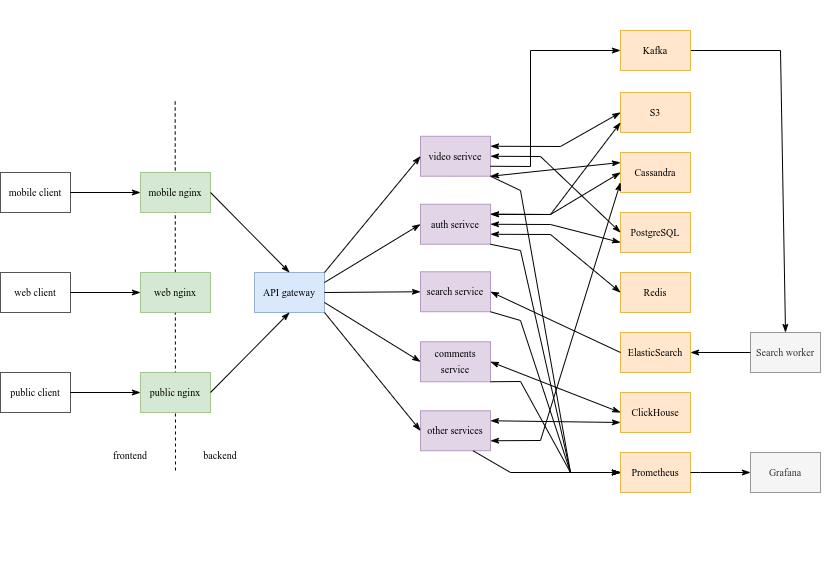 mobile client
web client
public client
mobile nginx
web nginx
public nginx
frontend
backend
API gateway
video serivce
auth serivce
search service
comments
service
other services
Kafka
S3
Cassandra
PostgreSQL
Redis
ElasticSearch
ClickHouse
Prometheus
Search worker
Grafana